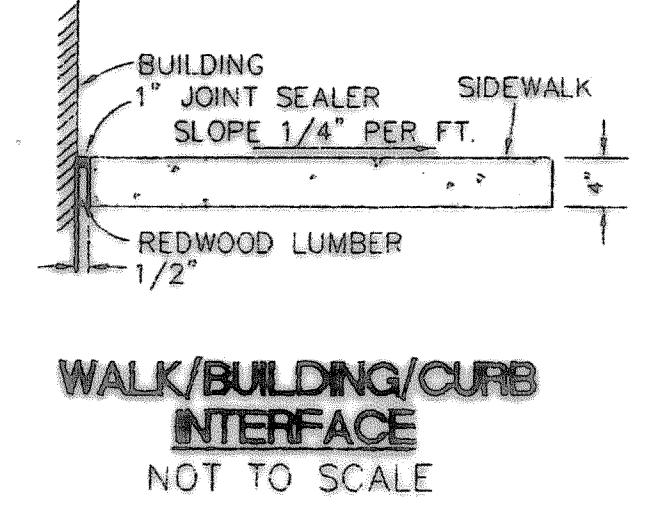 BUILDING
1" JOINT SEALER
SIDEWALK
SLOPE 1/4" PER FT.
4"
REDWOOD LUMBER
1/2"
WALK/BUILDING/CURB
INTERFACE
NOT TO SCALE